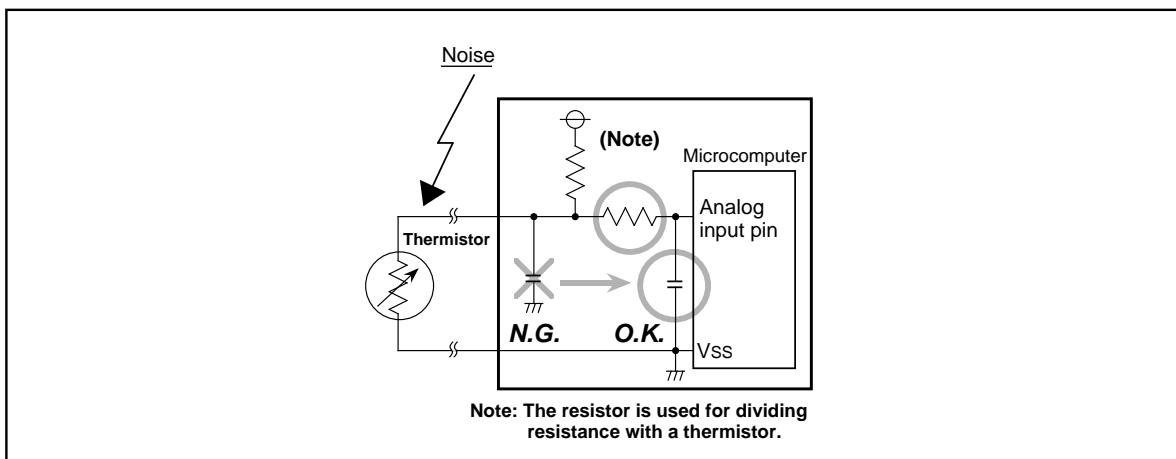 Noise
(Note)
Microcomputer
Analog
input pin
Thermistor
N.G.
O.K.
VSS
Note: The resistor is used for dividing
resistance with a thermistor.